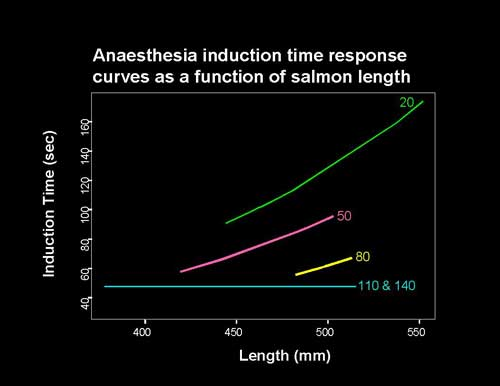 Anaesthesia induction time response
curves as a function of salmon length
Induction Time (sec)
160
140
120
100
80
60
40
20
50
80
110 & 140
400
450
500
550
Length (mm)